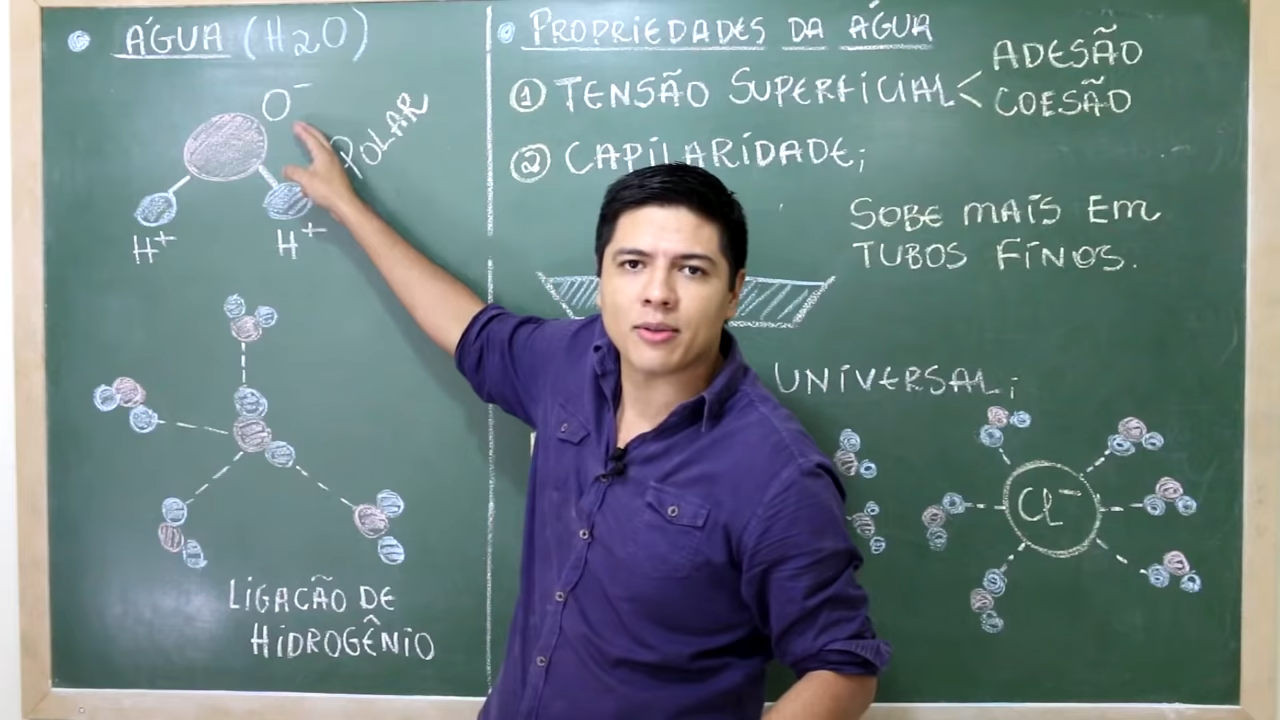 ÁGUA (H2O)
O-
POLAR
H+
H+
LIGACÃO DE
HIDROGÊNIO
PROPRIEDADES DA ÁGUA
① TENSÃO SUPERFICIAL <
ADESÃO
COESÃO
② CAPILARIDADE;
SOBE MAIS EM
TUBOS FINOS.
UNIVERSAL;
Cl-